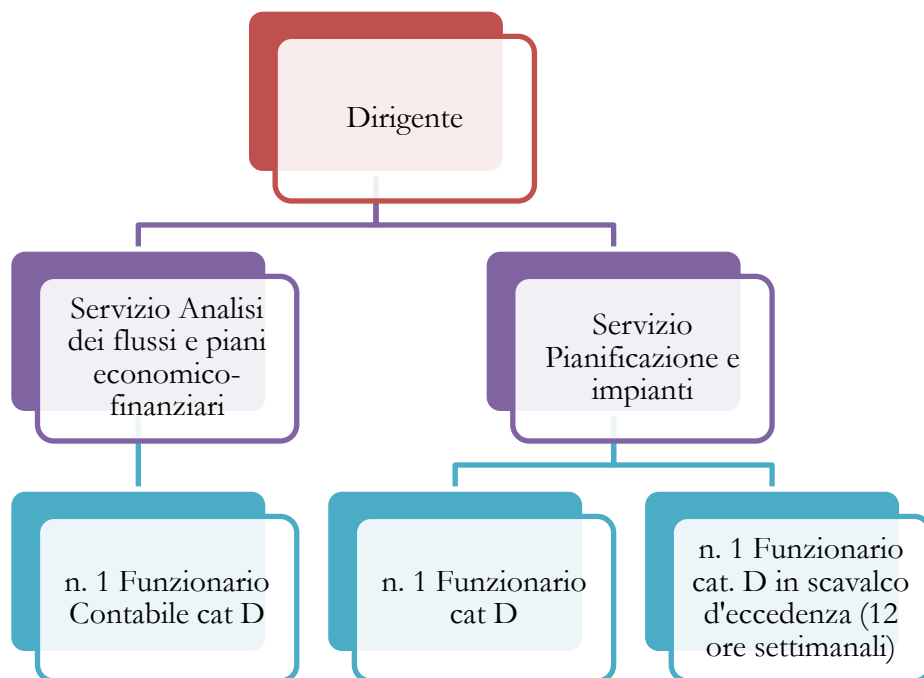 Dirigente
Servizio Analisi
dei flussi e piani
economico-
finanziari
Servizio
Pianificazione e
impianti
n. 1 Funzionario
Contabile cat D
n. 1 Funzionario
cat D
n. 1 Funzionario
cat. D in scavalco
d'eccedenza (12
ore settimanali)